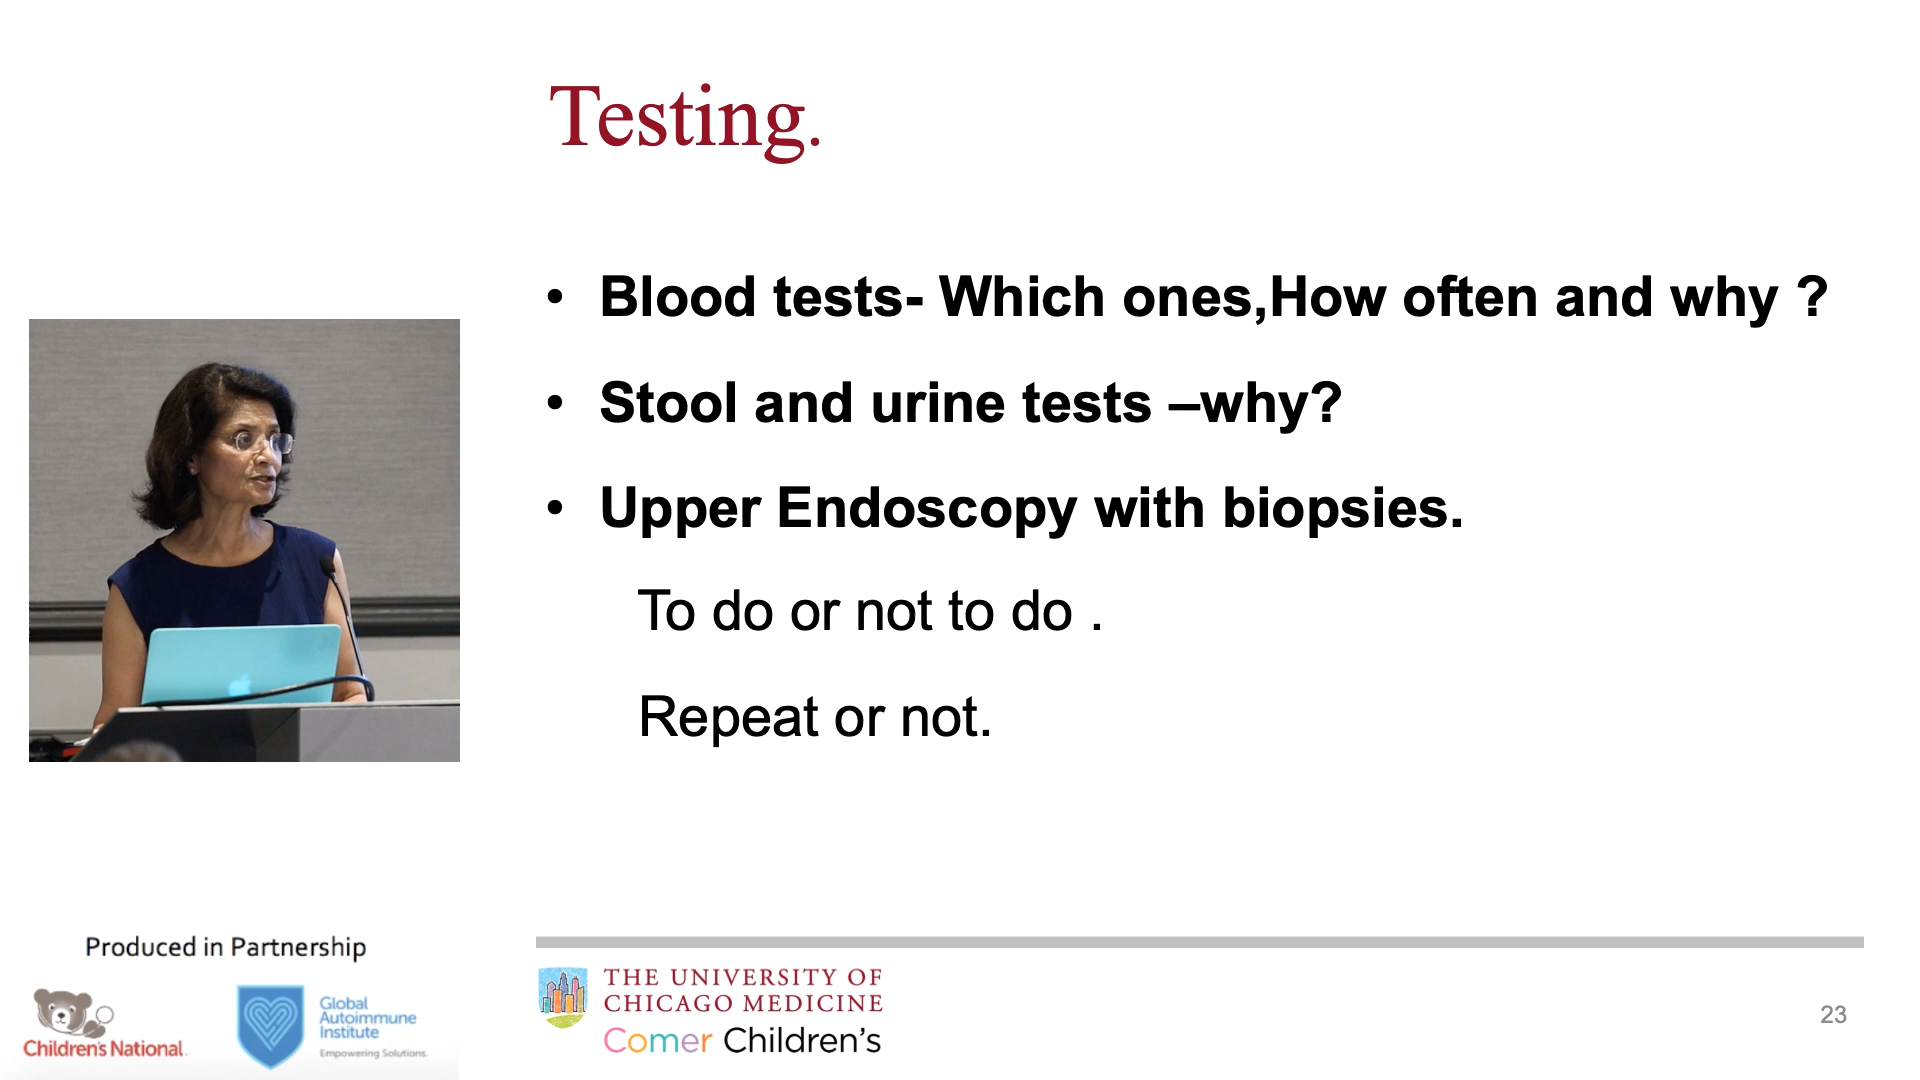 Testing.
• Blood tests- Which ones,How often and why ?
• Stool and urine tests –why?
• Upper Endoscopy with biopsies.
To do or not to do .
Repeat or not.
Produced in Partnership
Children's National
Global
Autoimmune
Institute
Empowering Solutions.
THE UNIVERSITY OF
CHICAGO MEDICINE
Comer Children's
23